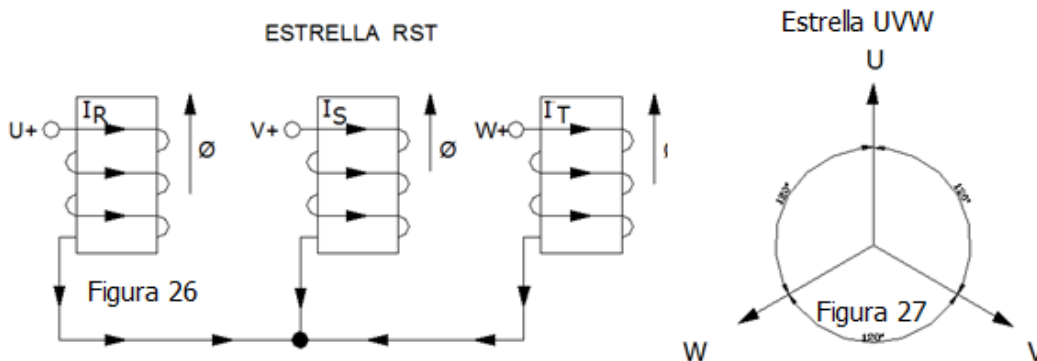 ESTRELLA RST
I R
U+
Ø
I S
V+
Ø
I T
W+
Figura 26
Estrella UVW
U
120°
120°
Figura 27
120°
W
V